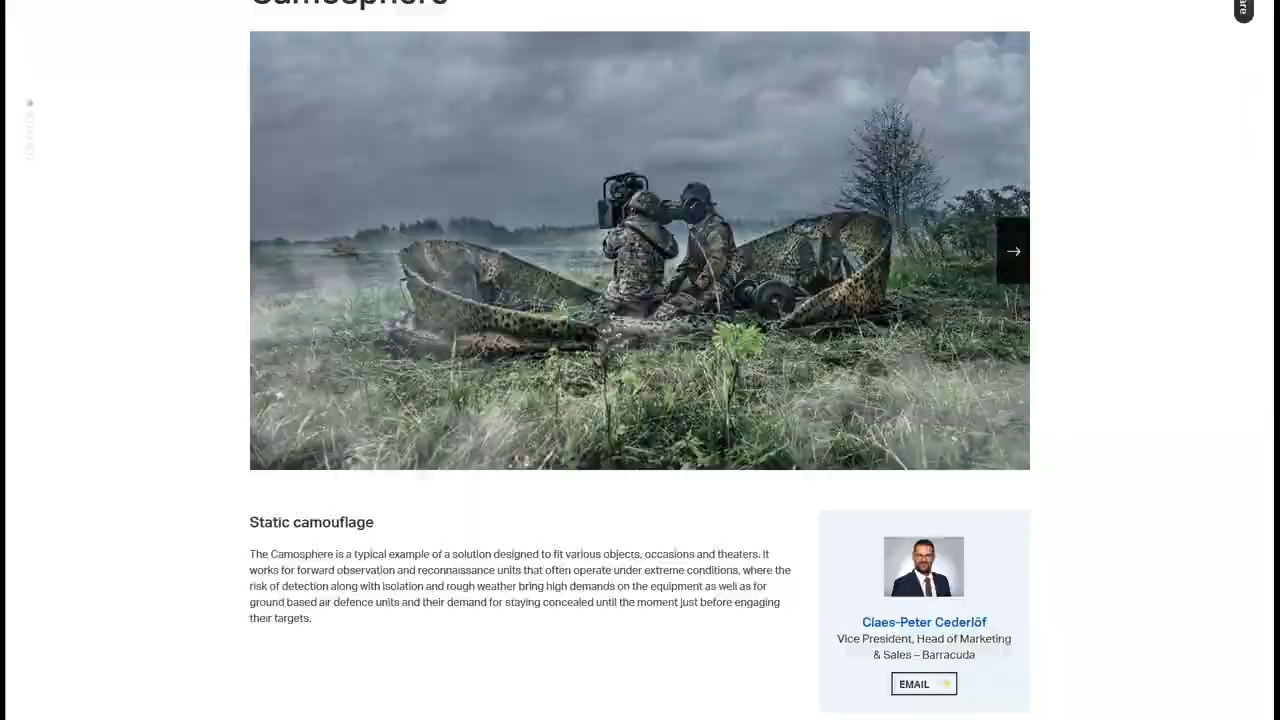 Camosphere
Static camouflage
The Camosphere is a typical example of a solution designed to fit various objects, occasions and theaters. It
works for forward observation and reconnaissance units that often operate under extreme conditions, where the
risk of detection along with isolation and rough weather bring high demands on the equipment as well as for
ground based air defence units and their demand for staying concealed until the moment just before engaging
their targets.
Claes-Peter Cederlöf
Vice President, Head of Marketing
& Sales – Barracuda
EMAIL